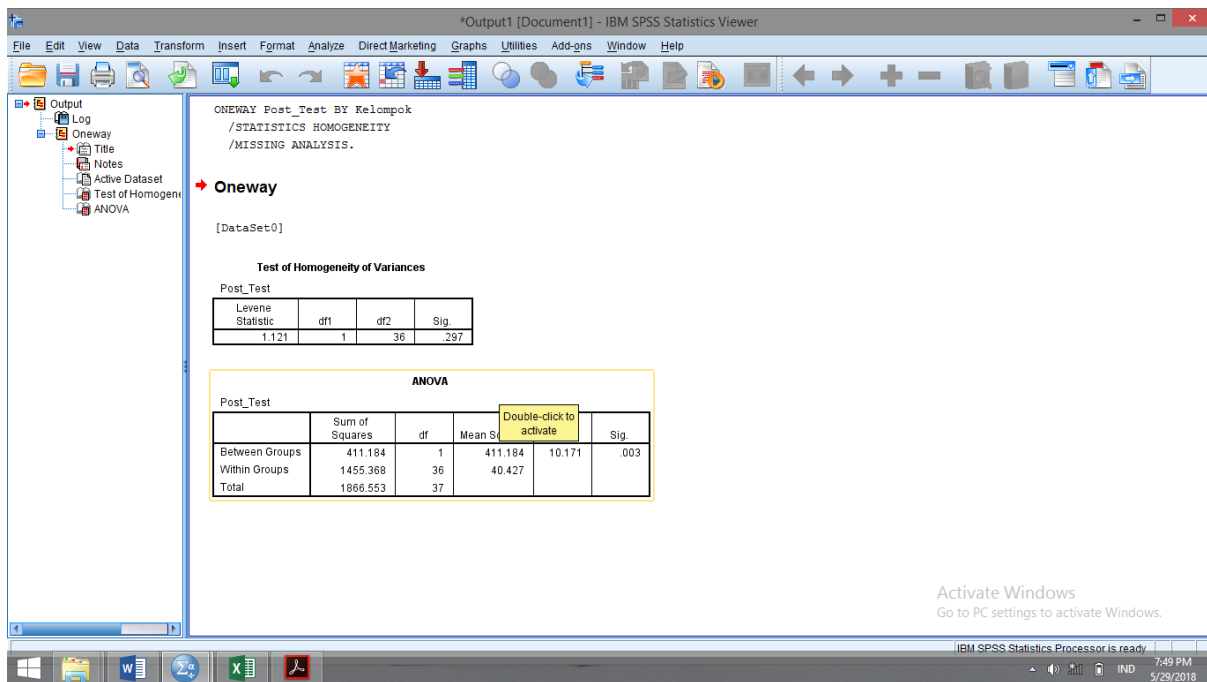 *Output1 [Document1] - IBM SPSS Statistics Viewer
File Edit View Data Transform Insert Format Analyze Direct Marketing Graphs Utilities Add-ons Window Help
Output
Log
Oneway
Title
Notes
Active Dataset
Test of Homogene
ANOVA
ONEWAY Post_Test BY Kelompok
/STATISTICS HOMOGENEITY
/MISSING ANALYSIS.
Oneway
[DataSet0]
Test of Homogeneity of Variances
Post_Test
Levene Statistic df1 df2 Sig.
1.121 1 36 .297
ANOVA
Post_Test
Sum of Squares df Mean Sig.
Double-click to
activate
Between Groups 411.184 1 411.184 10.171 .003
Within Groups 1455.368 36 40.427
Total 1866.553 37
Activate Windows
Go to PC settings to activate Windows.
IBM SPSS Statistics Processor is ready
IND
7:49 PM
5/29/2018